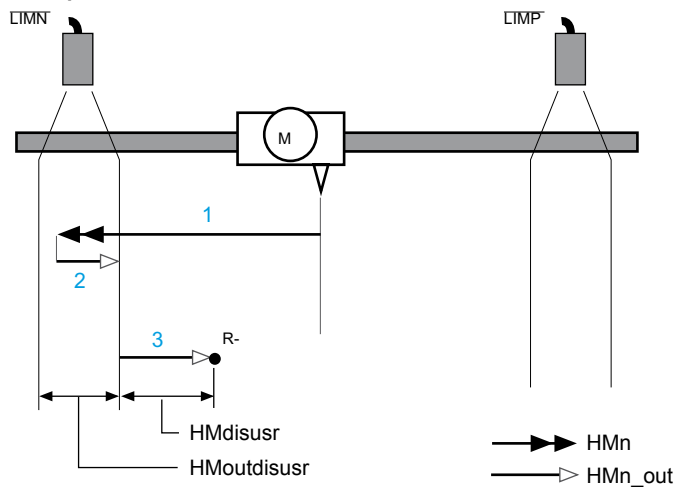 LIMN
LIMP
M
1
2
3
R-
HMdisusr
HMoutdisusr
HMn
HMn_out